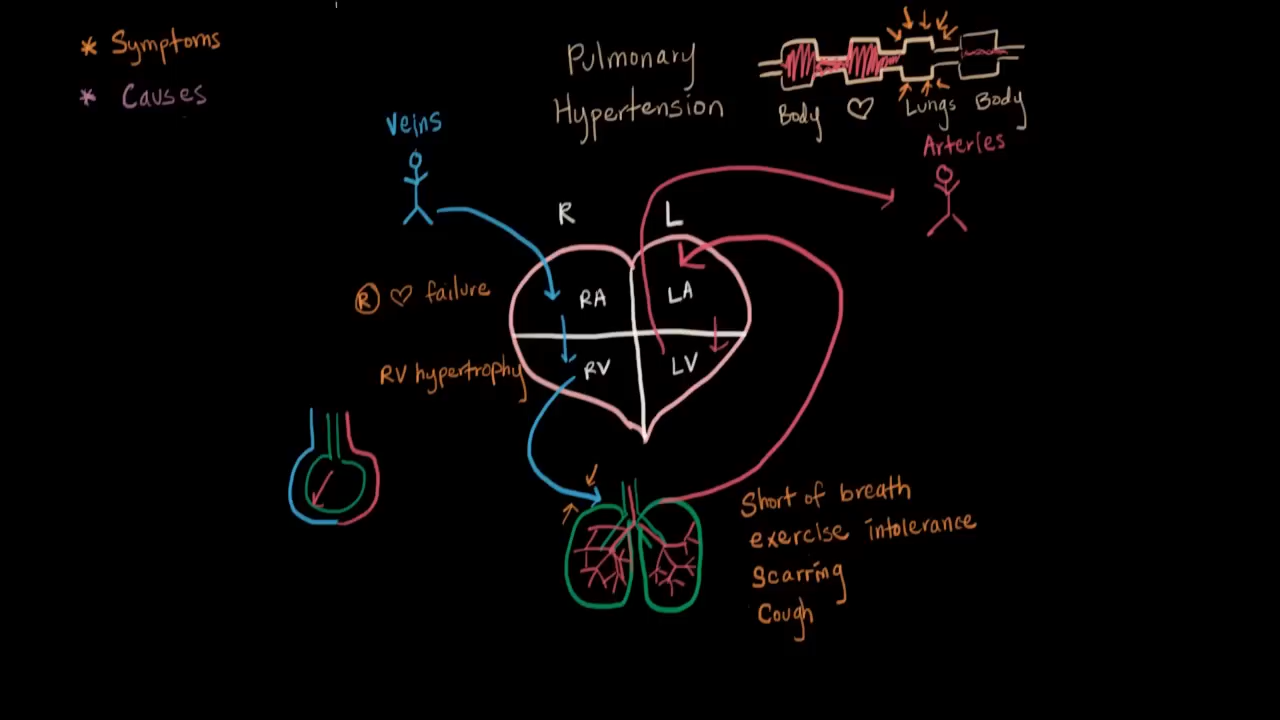 * Symptoms
* Causes
Pulmonary
Hypertension
Body ♡ Lungs Body
Veins
Arteries
R L
RA LA
RV LV
R ♡ failure
RV hypertrophy
Short of breath
exercise intolerance
Scarring
Cough